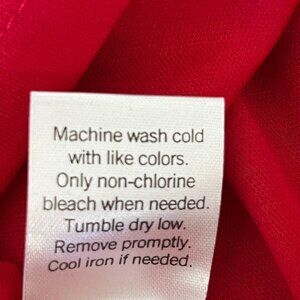 Machine wash cold
with like colors.
Only non-chlorine
bleach when needed.
Tumble dry low.
Remove promptly.
Cool iron if needed.